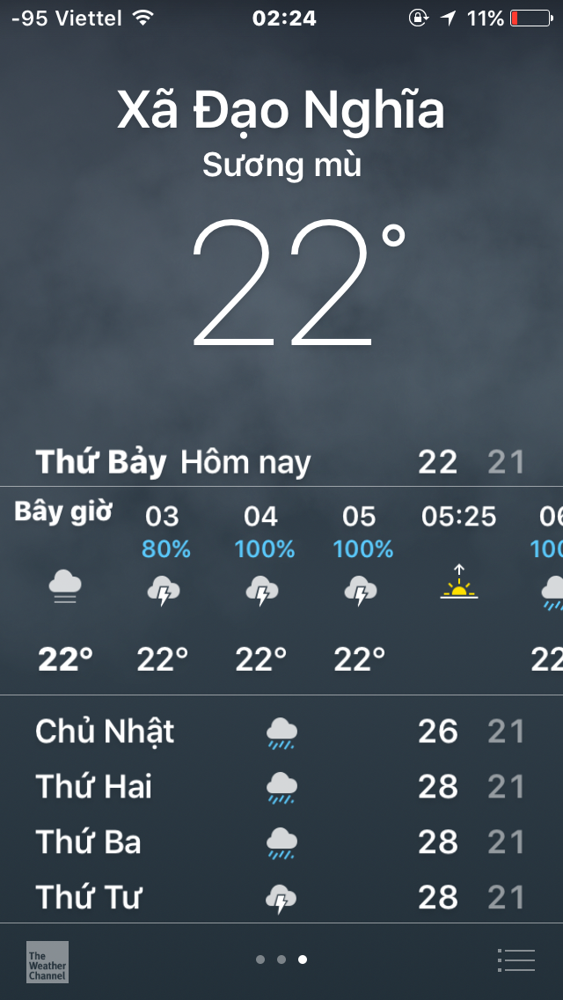 -95 Viettel 02:24 11%
Xã Đạo Nghĩa
Sương mù
22°
Thứ Bảy Hôm nay 22 21
Bây giờ 03 04 05 05:25 06
80% 100% 100% 100
22° 22° 22° 22° 22
Chủ Nhật 26 21
Thứ Hai 28 21
Thứ Ba 28 21
Thứ Tư 28 21
The
Weather
Channel